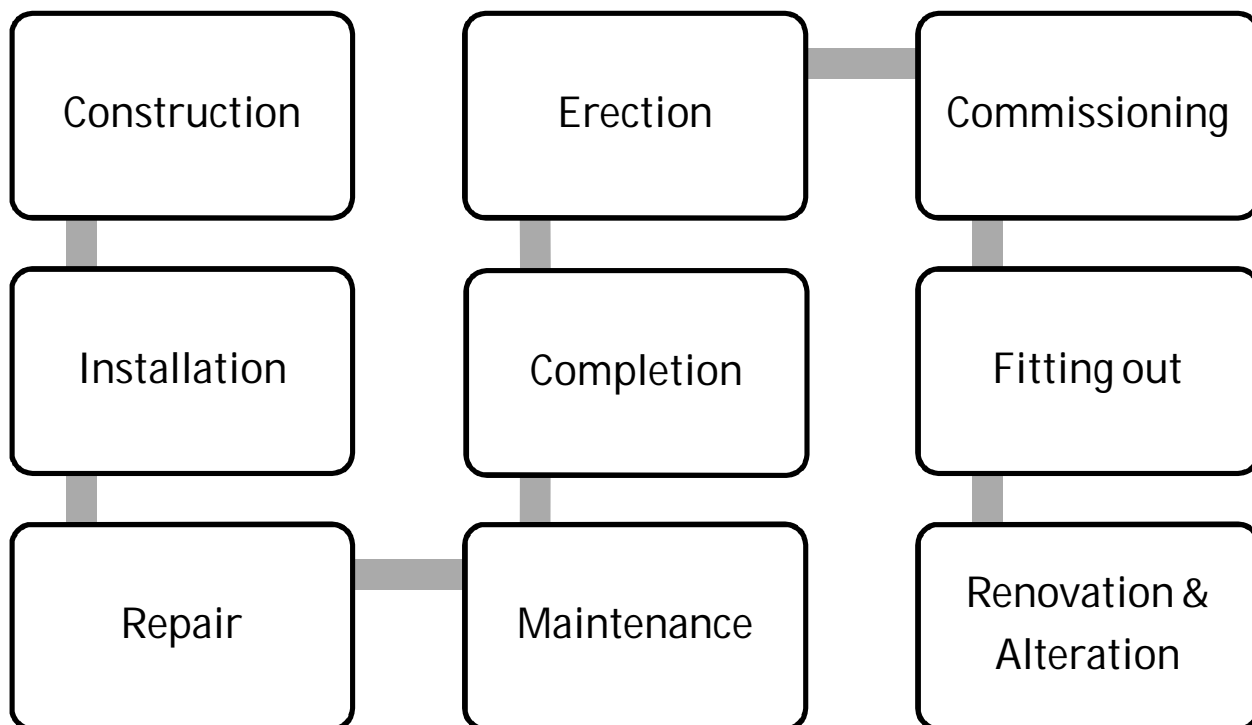 Construction
Installation
Repair
Maintenance
Completion
Erection
Commissioning
Fitting out
Renovation &
Alteration